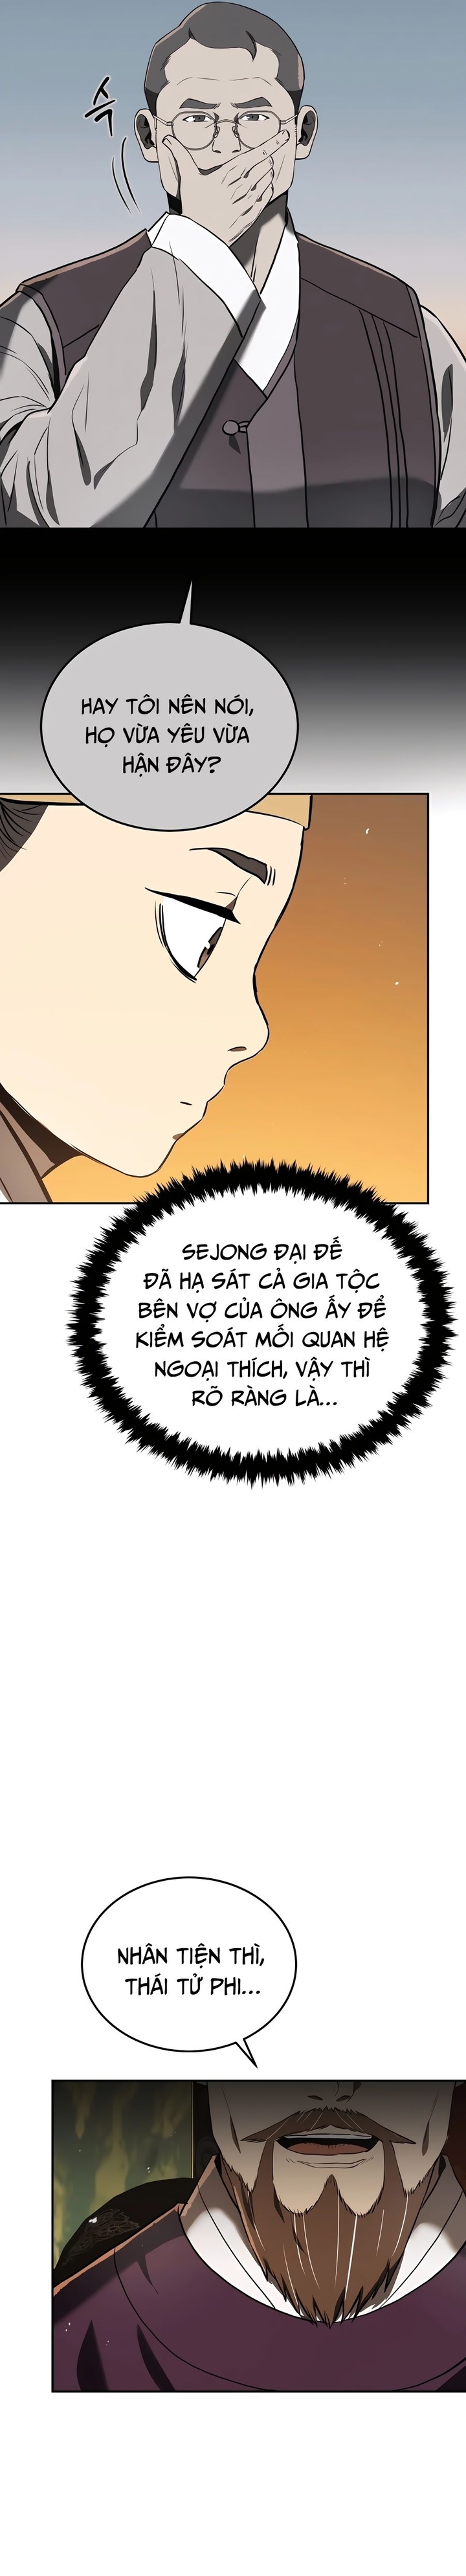 슥
HAY TÔI NÊN NÓI,
HỌ VỪA YÊU VỪA
HẬN ĐÂY?
SEJONG ĐẠI ĐẾ
ĐÃ HẠ SÁT CẢ GIA TỘC
BÊN VỢ CỦA ÔNG ẤY ĐỂ
KIỂM SOÁT MỐI QUAN HỆ
NGOẠI THÍCH, VẬY THÌ
RÕ RÀNG LÀ...
NHÂN TIỆN THÌ,
THÁI TỬ PHI...